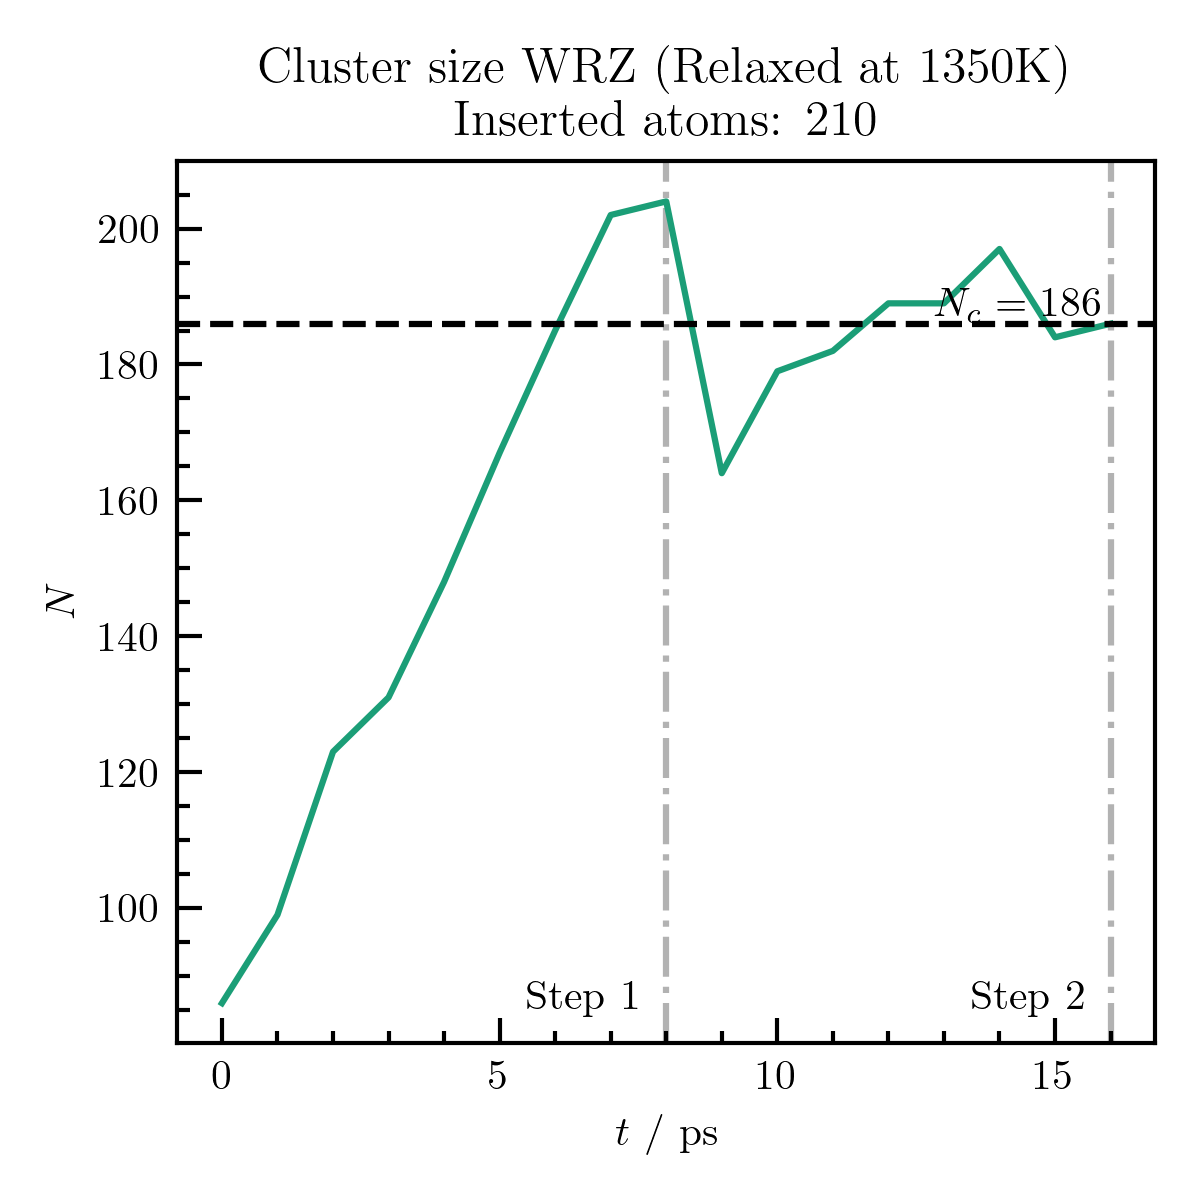 Cluster size WRZ (Relaxed at 1350K)
Inserted atoms: 210
200
180
160
140
120
100
N
N_c = 186
Step 1
Step 2
0
5
10
15
t / ps